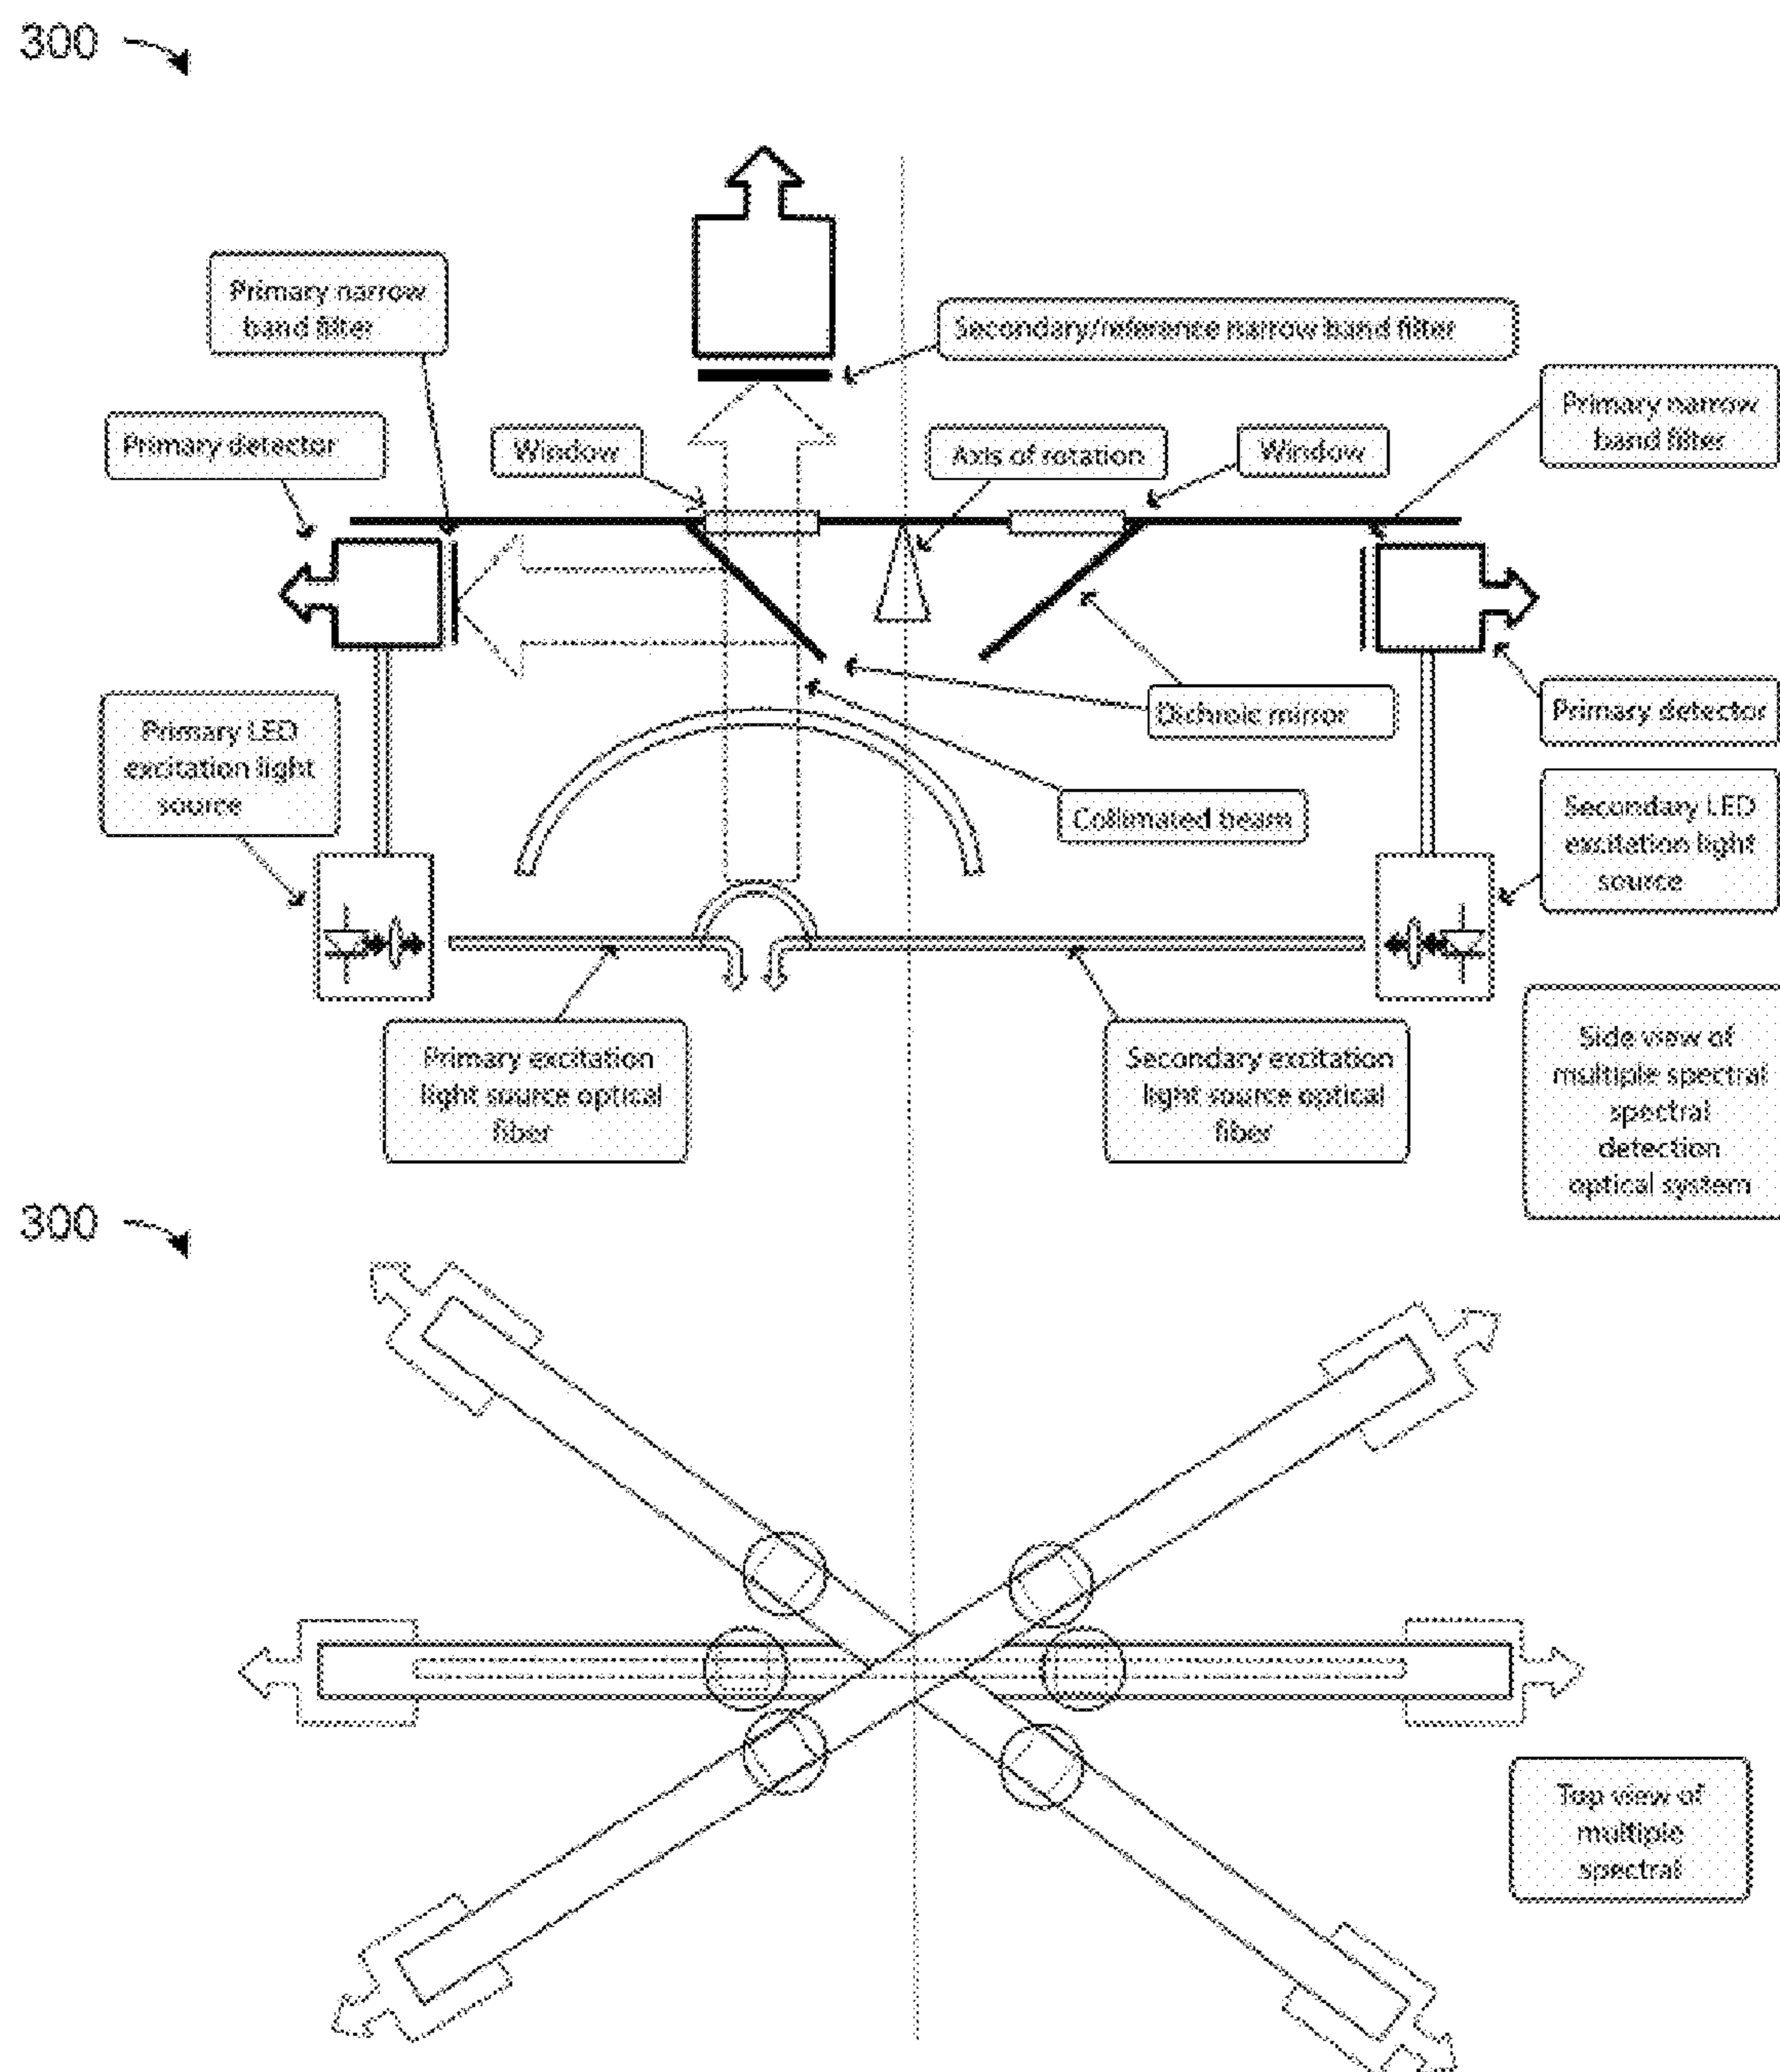 300
Primary narrow
band filter
Secondary/reference narrow band filter
Primary narrow
band filter
Primary detector
Window
Axis of rotation
Window
Dichroic mirror
Primary detector
Primary LED
excitation light
source
Collimated beam
Secondary LED
excitation light
source
Primary excitation
light source optical
fiber
Secondary excitation
light source optical
fiber
Side view of
multiple spectral
spectral
detection
optical system
300
Top view of
multiple
spectral